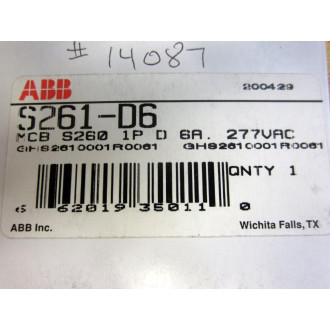 # 14087
ABB 200429
S261-D6
MCB S260 1P D 6A. 277VAC
GHS2610001R0061 GHS2610001R0061
QNTY 1
62019 35011 0
ABB Inc. Wichita Falls, TX